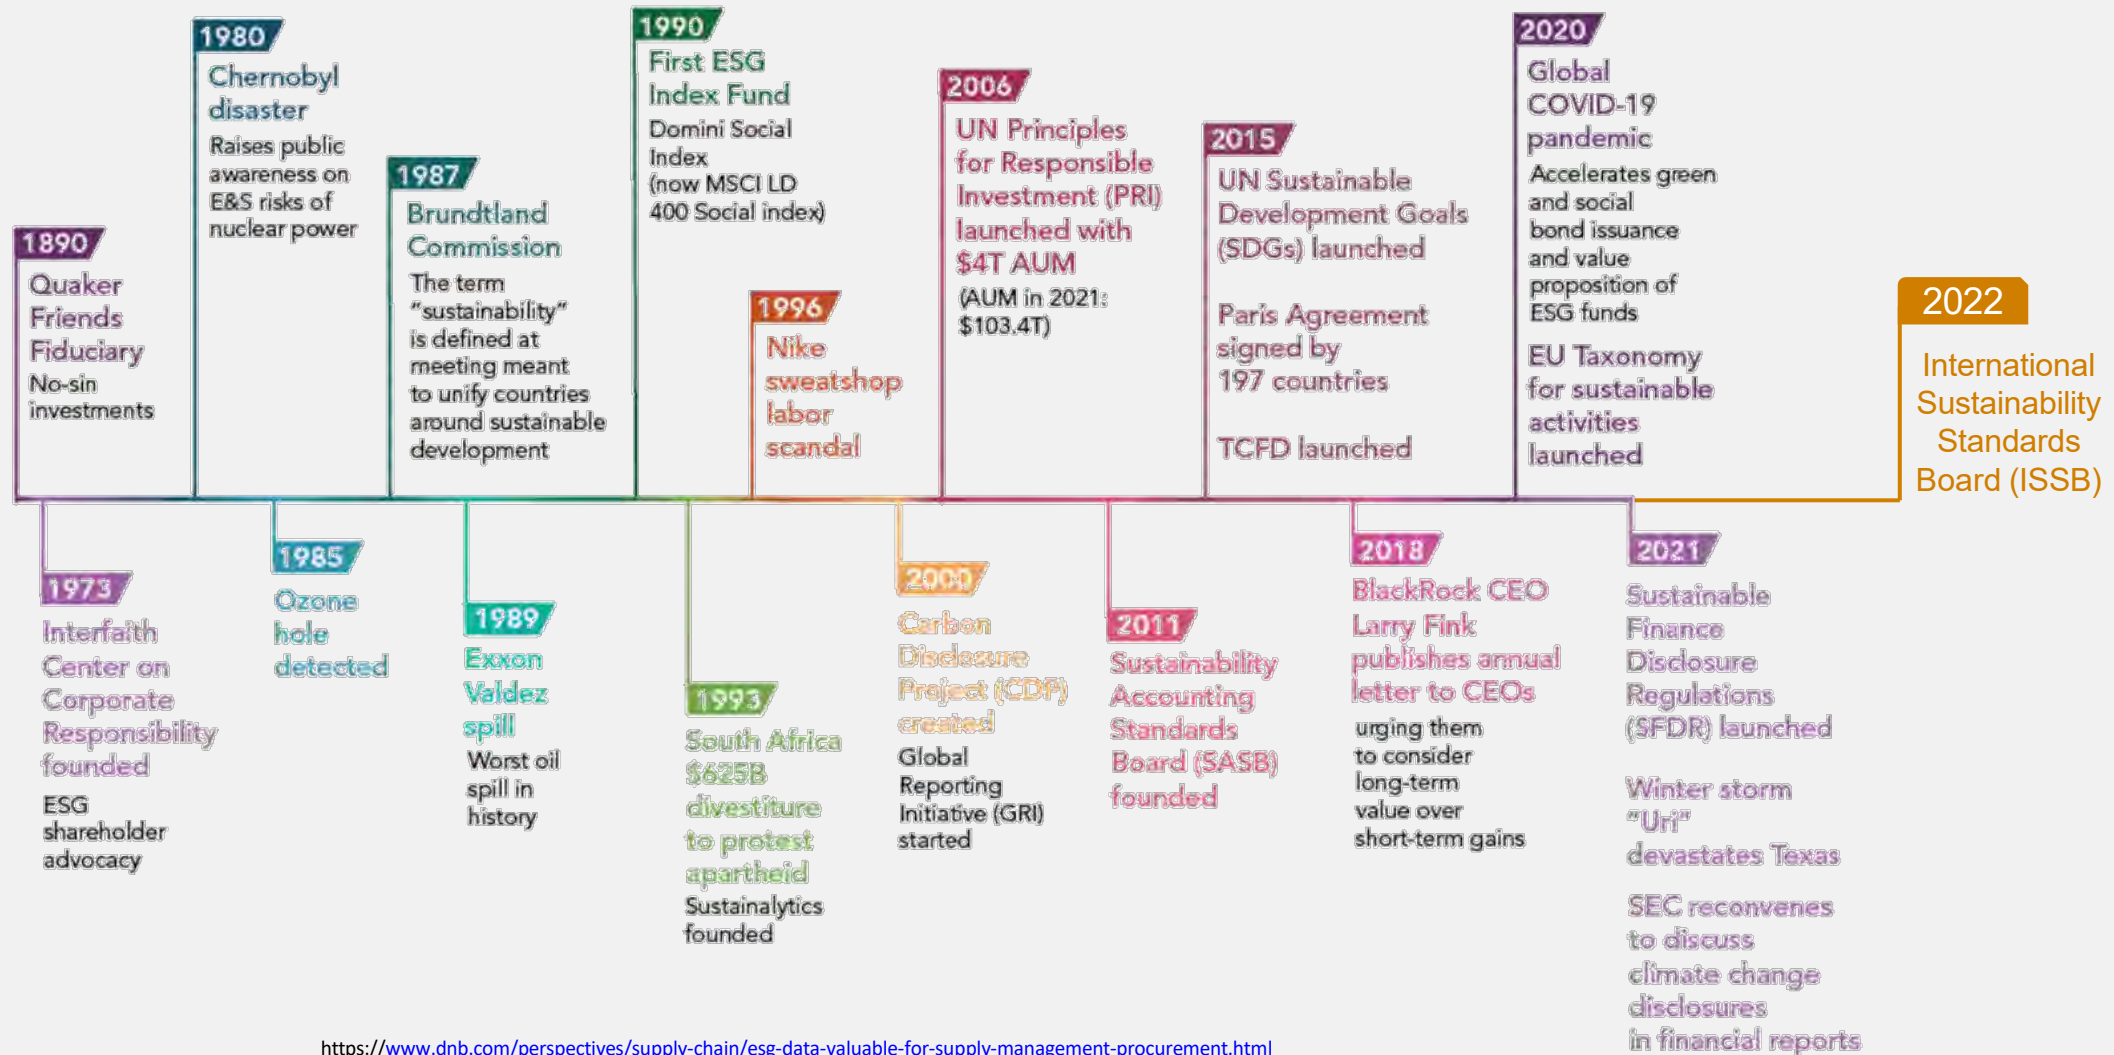 1890
Quaker
Friends
Fiduciary
No-sin
investments
1980
Chernobyl
disaster
Raises public
awareness on
E&S risks of
nuclear power
1987
Brundtland
Commission
The term
“sustainability”
is defined at
meeting meant
to unify countries
around sustainable
development
1990
First ESG
Index Fund
Domini Social
Index
(now MSCI LD
400 Social index)
1996
Nike
sweatshop
labor
scandal
2006
UN Principles
for Responsible
Investment (PRI)
launched with
$4T AUM
(AUM in 2021:
$103.4T)
2015
UN Sustainable
Development Goals
(SDGs) launched
Paris Agreement
signed by
197 countries
TCFD launched
2020
Global
COVID-19
pandemic
Accelerates green
and social
bond issuance
and value
proposition of
ESG funds
EU Taxonomy
for sustainable
activities
launched
2022
International
Sustainability
Standards
Board (ISSB)
1973
Interfaith
Center on
Corporate
Responsibility
founded
ESG
shareholder
advocacy
1985
Ozone
hole
detected
1989
Exxon
Valdez
spill
Worst oil
spill in
history
1993
South Africa
$625B
divestiture
to protest
apartheid
Sustainalytics
founded
2000
Carbon
Disclosure
Project (CDP)
created
Global
Reporting
Initiative (GRI)
started
2011
Sustainability
Accounting
Standards
Board (SASB)
founded
2018
BlackRock CEO
Larry Fink
publishes annual
letter to CEOs
urging them
to consider
long-term
value over
short-term gains
2021
Sustainable
Finance
Disclosure
Regulations
(SFDR) launched
Winter storm
“Uri”
devastates Texas
SEC reconvenes
to discuss
climate change
disclosures
in financial reports
https://www.dnb.com/perspectives/supply-chain/esg-data-valuable-for-supply-management-procurement.html